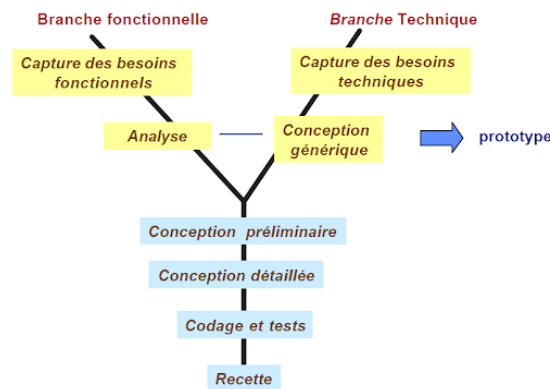 Branche fonctionnelle
Branche Technique
Capture des besoins
fonctionnels
Capture des besoins
techniques
Analyse
Conception
générique
prototype
Conception préliminaire
Conception détaillée
Codage et tests
Recette